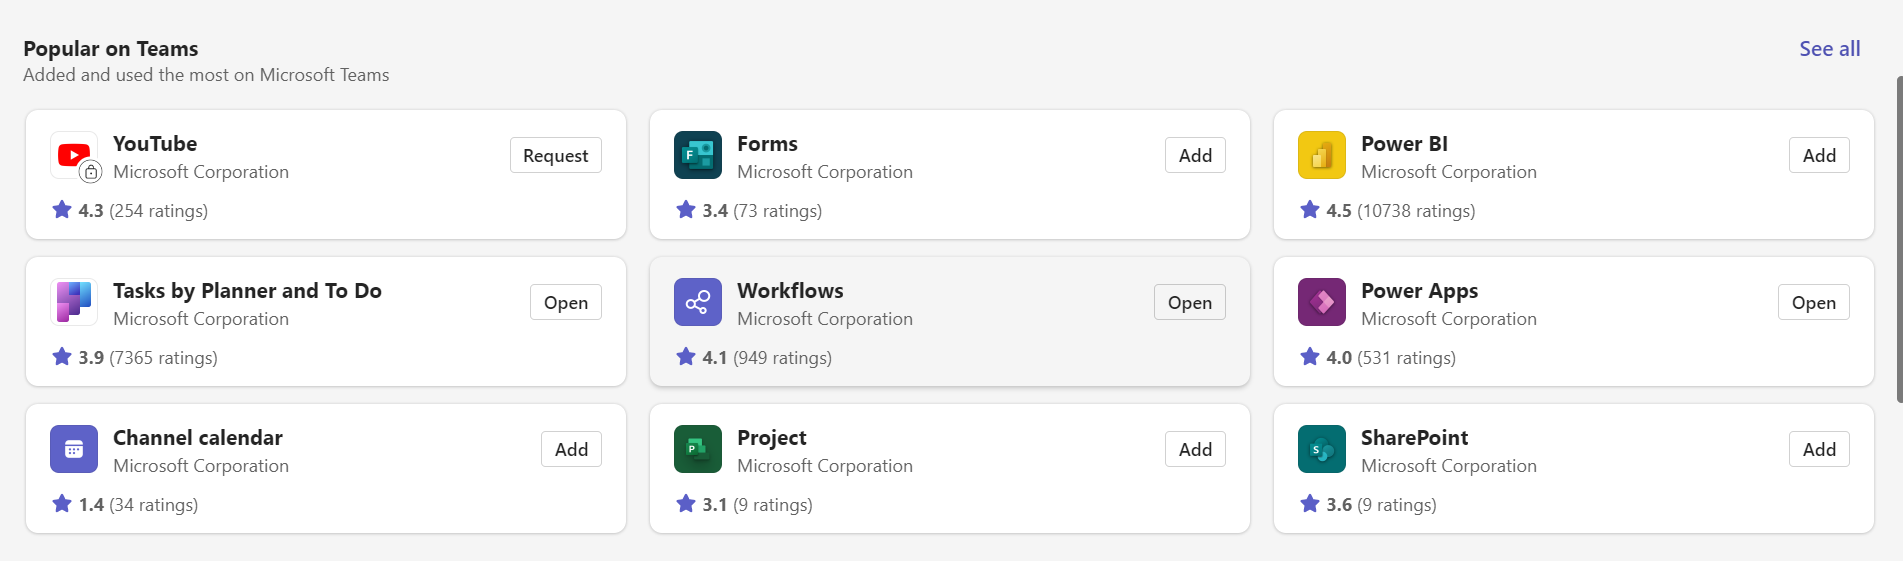 Popular on Teams
See all
Added and used the most on Microsoft Teams
YouTube
Microsoft Corporation
Request
4.3 (254 ratings)
Forms
Microsoft Corporation
Add
F
3.4 (73 ratings)
Power BI
Microsoft Corporation
Add
4.5 (10738 ratings)
Tasks by Planner and To Do
Microsoft Corporation
Open
3.9 (7365 ratings)
Workflows
Microsoft Corporation
Open
4.1 (949 ratings)
Power Apps
Microsoft Corporation
Open
4.0 (531 ratings)
Channel calendar
Microsoft Corporation
Add
1.4 (34 ratings)
Project
Microsoft Corporation
Add
P
3.1 (9 ratings)
SharePoint
Microsoft Corporation
Add
S
3.6 (9 ratings)